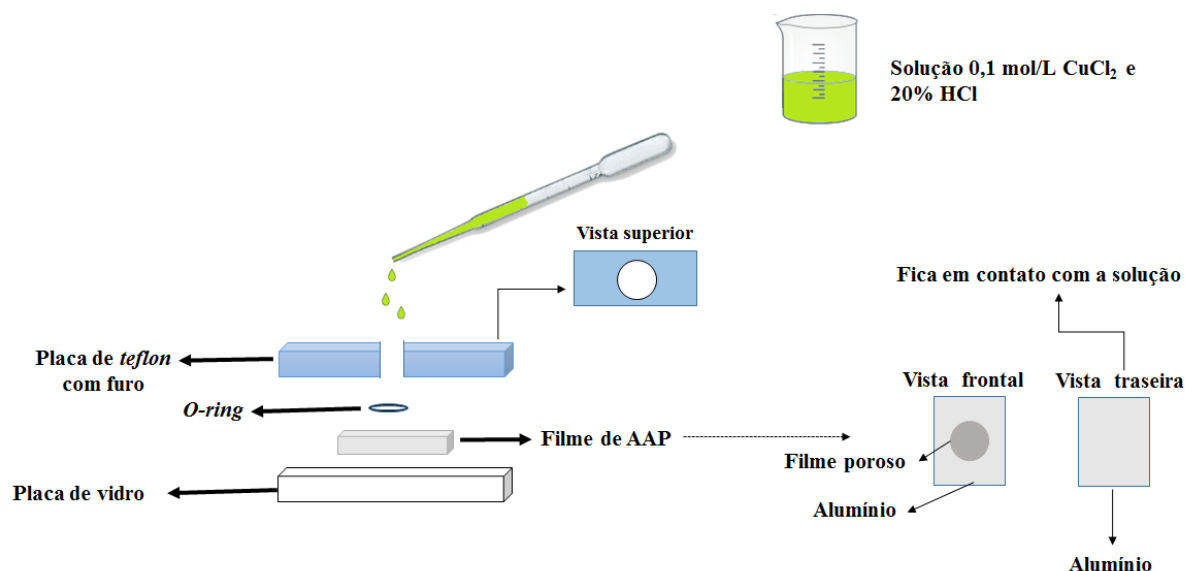 Solução 0,1 mol/L CuCl₂ e
20% HCl
Vista superior
Fica em contato com a solução
Placa de teflon
com furo
O-ring
Filme de AAP
Placa de vidro
Vista frontal
Vista traseira
Filme poroso
Alumínio
Alumínio